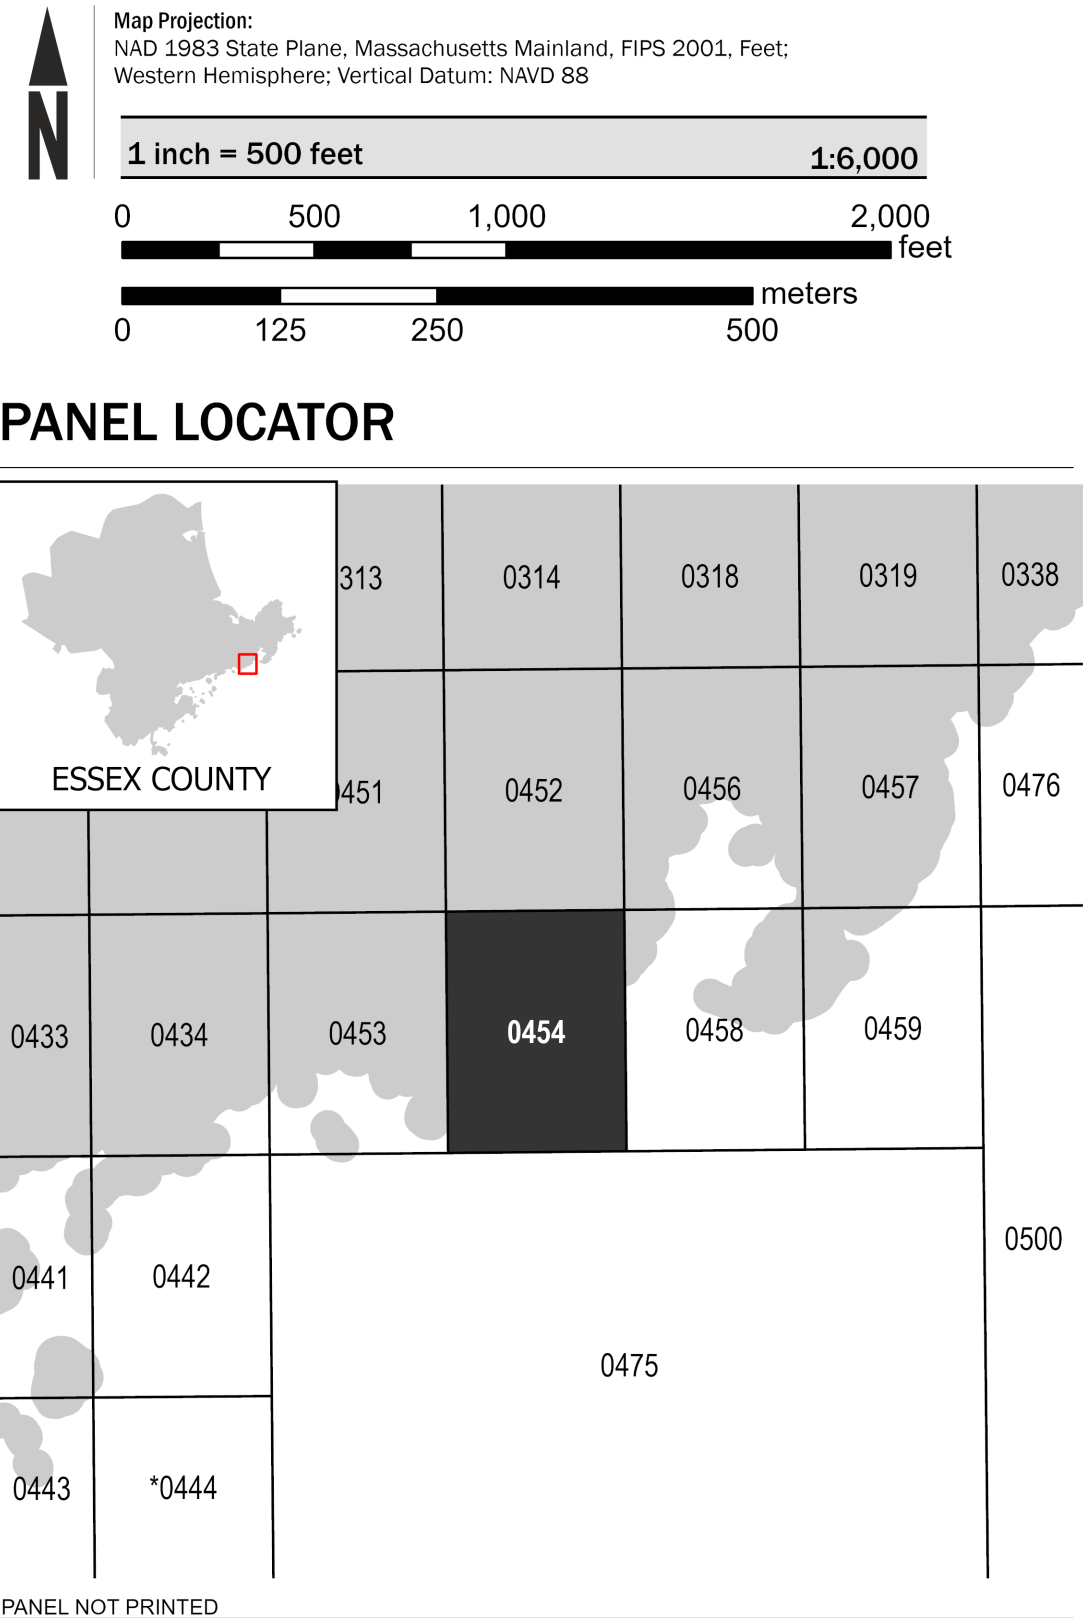 N
Map Projection:
NAD 1983 State Plane, Massachusetts Mainland, FIPS 2001, Feet;
Western Hemisphere; Vertical Datum: NAVD 88
1 inch = 500 feet 1:6,000
0 500 1,000 2,000
feet
meters
0 125 250 500
PANEL LOCATOR
313 0314 0318 0319 0338
ESSEX COUNTY
451 0452 0456 0457 0476
0433 0434 0453 0454 0458 0459
0500
0441 0442
0475
0443 *0444
PANEL NOT PRINTED